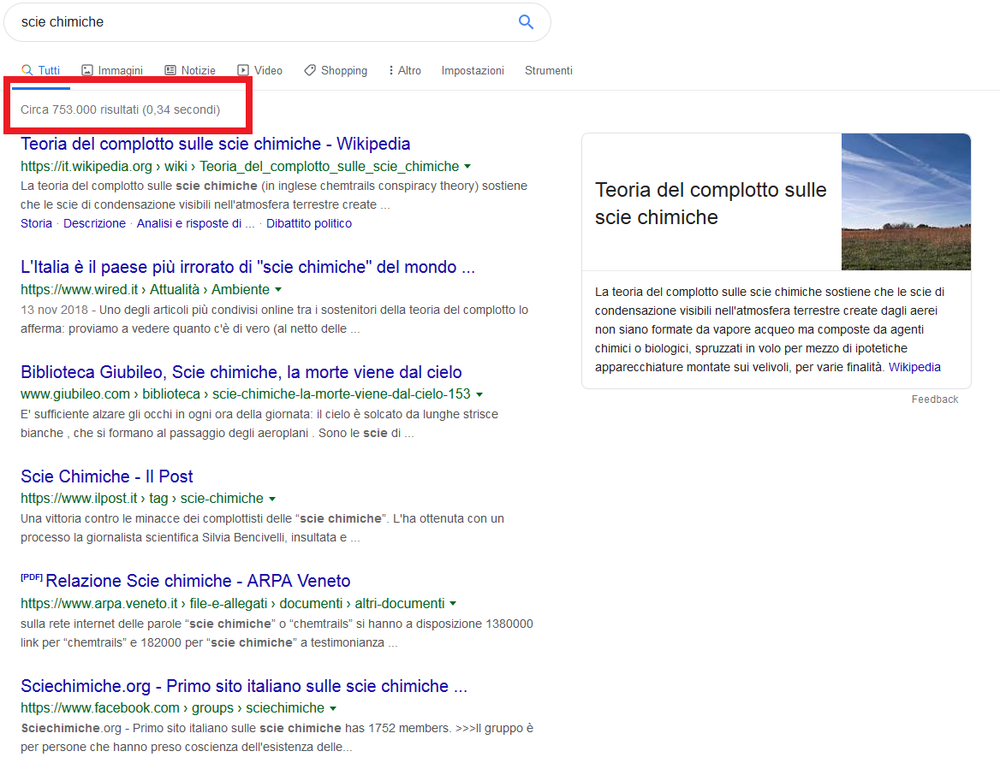 scie chimiche
Tutti Immagini Notizie Video Shopping Altro Impostazioni Strumenti
Circa 753.000 risultati (0,34 secondi)
Teoria del complotto sulle scie chimiche - Wikipedia
https://it.wikipedia.org › wiki › Teoria_del_complotto_sulle_scie_chimiche
La teoria del complotto sulle scie chimiche (in inglese chemtrails conspiracy theory) sostiene
che le scie di condensazione visibili nell'atmosfera terrestre create ...
Storia · Descrizione · Analisi e risposte di ... · Dibattito politico
L'Italia è il paese più irrorato di "scie chimiche" del mondo ...
https://www.wired.it › Attualità › Ambiente
13 nov 2018 - Uno degli articoli più condivisi online tra i sostenitori della teoria del complotto lo
afferma: proviamo a vedere quanto c'è di vero (al netto delle ...
Biblioteca Giubileo, Scie chimiche, la morte viene dal cielo
www.giubileo.com › biblioteca › scie-chimiche-la-morte-viene-dal-cielo-153
E' sufficiente alzare gli occhi in ogni ora della giornata: il cielo è solcato da lunghe strisce
bianche , che si formano al passaggio degli aeroplani . Sono le scie di ...
Scie Chimiche - Il Post
https://www.ilpost.it › tag › scie-chimiche
Una vittoria contro le minacce dei complottisti delle “scie chimiche”. L'ha ottenuta con un
processo la giornalista scientifica Silvia Bencivelli, insultata e ...
[PDF] Relazione Scie chimiche - ARPA Veneto
https://www.arpa.veneto.it › file-e-allegati › documenti › altri-documenti
sulla rete internet delle parole “scie chimiche” o “chemtrails” si hanno a disposizione 1380000
link per “chemtrails” e 182000 per “scie chimiche” a testimonianza ...
Sciechimiche.org - Primo sito italiano sulle scie chimiche ...
https://www.facebook.com › groups › sciechimiche
Sciechimiche.org - Primo sito italiano sulle scie chimiche has 1752 members. >>>Il gruppo è
per persone che hanno preso coscienza dell'esistenza delle...
Teoria del complotto sulle
scie chimiche
La teoria del complotto sulle scie chimiche sostiene che le scie di
condensazione visibili nell'atmosfera terrestre create dagli aerei
non siano formate da vapore acqueo ma composte da agenti
chimici o biologici, spruzzati in volo per mezzo di ipotetiche
apparecchiature montate sui velivoli, per varie finalità. Wikipedia
Feedback